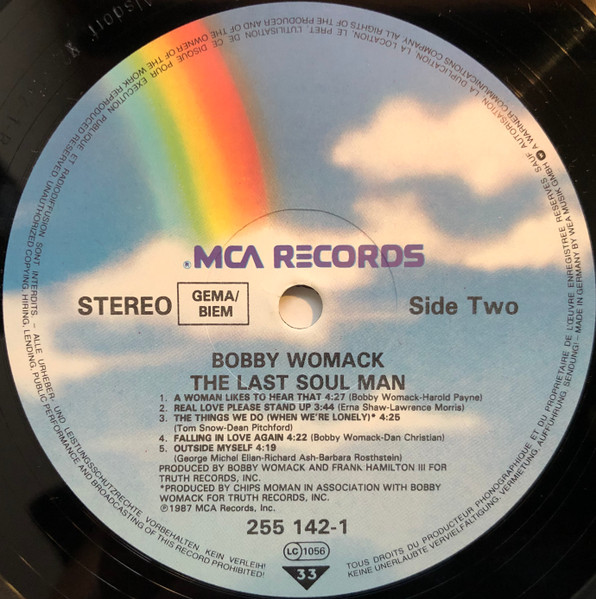 MCA RECORDS
STEREO
GEMA/
BIEM
Side Two
BOBBY WOMACK
THE LAST SOUL MAN
1. A WOMAN LIKES TO HEAR THAT 4:27 (Bobby Womack-Harold Payne)
2. REAL LOVE PLEASE STAND UP 3:44 (Erna Shaw-Lawrence Morris)
3. THE THINGS WE DO (WHEN WE'RE LONELY)* 4:25
(Tom Snow-Dean Pitchford)
4. FALLING IN LOVE AGAIN 4:22 (Bobby Womack-Dan Christian)
5. OUTSIDE MYSELF 4:19
(George Michel Ellan-Richard Ash-Barbara Rosthstein)
PRODUCED BY BOBBY WOMACK AND FRANK HAMILTON III FOR
TRUTH RECORDS, INC.
*PRODUCED BY CHIPS MOMAN IN ASSOCIATION WITH BOBBY
WOMACK FOR TRUTH RECORDS, INC.
℗1987 MCA Records, Inc.
255 142-1
LC 1056
33
ALLE URHEBER- UND LEISTUNGSSCHUTZRECHTE VORBEHALTEN. KEIN VERLEIH! KEINE UNERLAUBTE VERVIELFÄLTIGUNG, VERMIETUNG, AUFFÜHRUNG, SENDUNG! – MADE IN GERMANY BY WEA MUSIK GMBH Ⓒ A WARNER COMMUNICATIONS COMPANY. ALL RIGHTS OF THE PRODUCER AND OF THE OWNER OF THE WORK REPRODUCED RESERVED UNAUTHORIZED COPYING, HIRING, LENDING, PUBLIC PERFORMANCE AND BROADCASTING OF THIS RECORD PROHIBITED!
TOUS DROITS DU PRODUCTEUR PHONOGRAPHIQUE ET DU PROPRIETAIRE DE L'ŒUVRE ENREGISTREE RESERVES SAUF AUTORISATION LA DUPLICATION, LA LOCATION, LE PRET, L'UTILISATION DE CE DISQUE POUR EXECUTION PUBLIQUE ET RADIODIFFUSION SONT INTERDITS. –